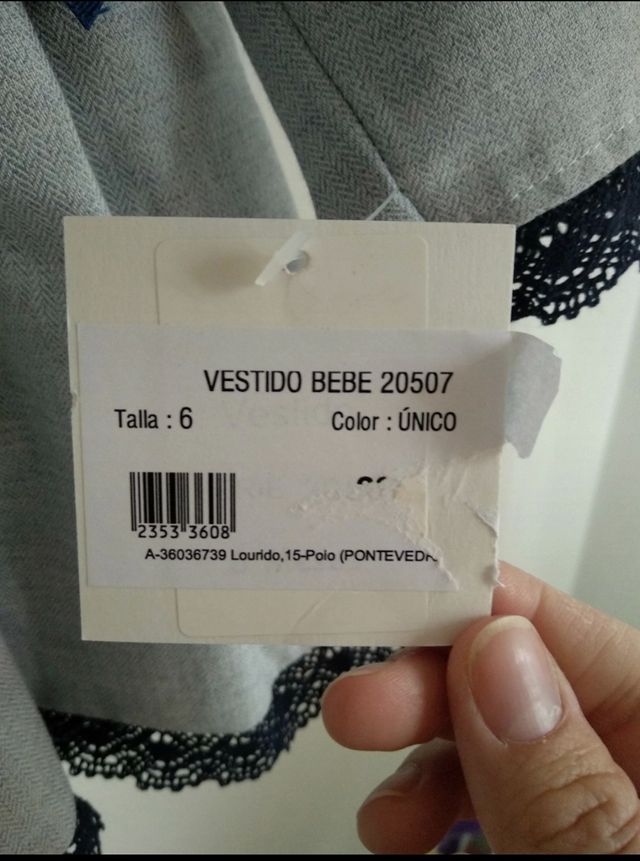 VESTIDO BEBE 20507
Talla : 6 Color : ÚNICO
2353 3608
A-36036739 Lourido,15-Poio (PONTEVEDR